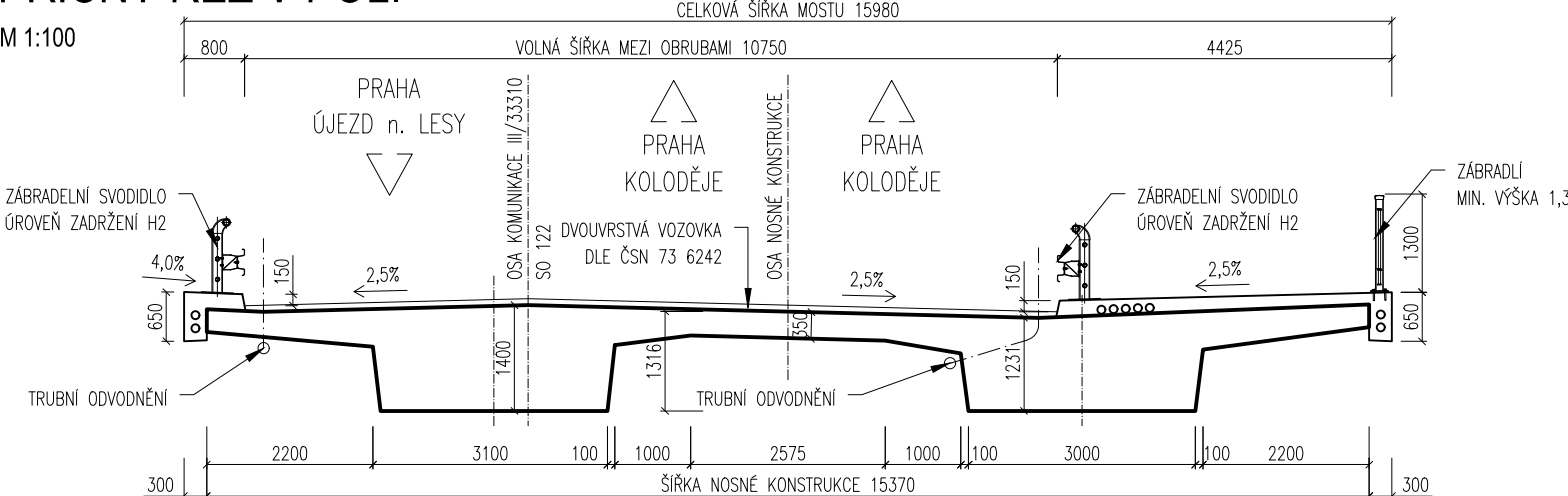 M 1:100
CELKOVÁ ŠÍŘKA MOSTU 15980
800
VOLNÁ ŠÍŘKA MEZI OBRUBAMI 10750
4425
PRAHA
ÚJEZD n. LESY
OSA KOMUNIKACE III/33310
SO 122
PRAHA
KOLODĚJE
OSA NOSNÉ KONSTRUKCE
PRAHA
KOLODĚJE
ZÁBRADELNÍ SVODIDLO
ÚROVEŇ ZADRŽENÍ H2
DVOUVRSTVÁ VOZOVKA
DLE ČSN 73 6242
ZÁBRADELNÍ SVODIDLO
ÚROVEŇ ZADRŽENÍ H2
ZÁBRADLÍ
MIN. VÝŠKA 1,3
1300
4,0%
150
2,5%
2,5%
150
2,5%
650
1400
1316
350
1231
650
TRUBNÍ ODVODNĚNÍ
TRUBNÍ ODVODNĚNÍ
2200
3100
100
1000
2575
1000
100
3000
100
2200
300
ŠÍŘKA NOSNÉ KONSTRUKCE 15370
300